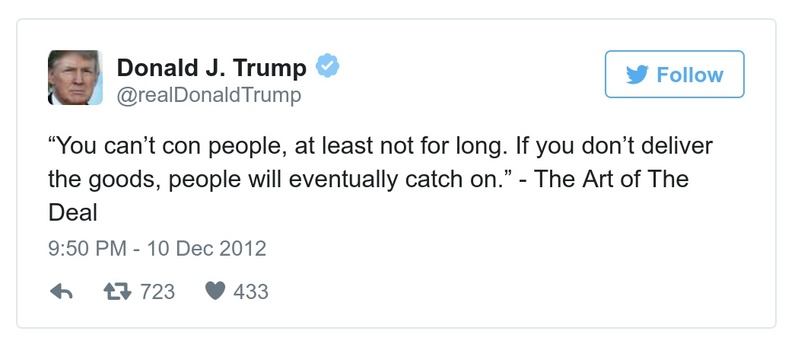 Donald J. Trump
@realDonaldTrump
Follow
“You can’t con people, at least not for long. If you don’t deliver
the goods, people will eventually catch on.” - The Art of The
Deal
9:50 PM - 10 Dec 2012
723 433